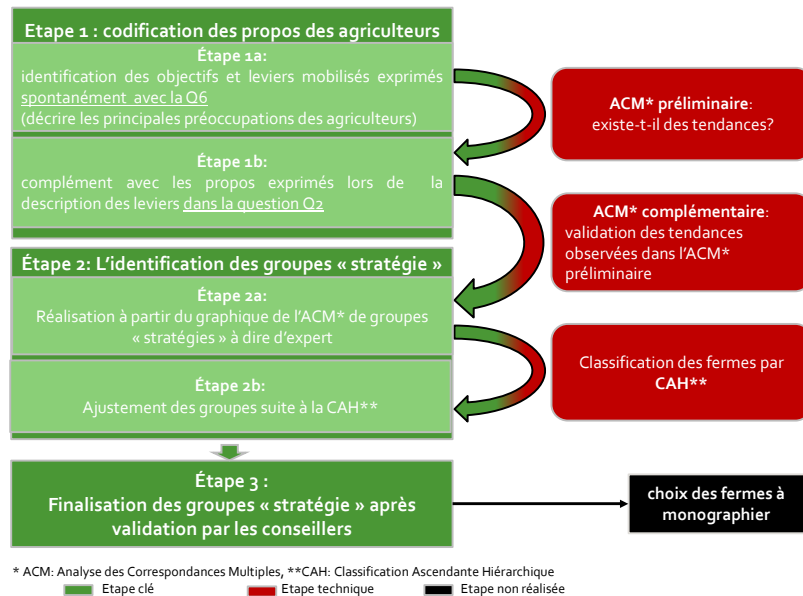 Etape 1 : codification des propos des agriculteurs
Étape 1a:
identification des objectifs et leviers mobilisés exprimés
spontanément avec la Q6
(décrire les principales préoccupations des agriculteurs)
ACM* préliminaire:
existe-t-il des tendances?
Étape 1b:
complément avec les propos exprimés lors de la
description des leviers dans la question Q2
ACM* complémentaire:
validation des tendances
observées dans l'ACM*
préliminaire
Étape 2: L'identification des groupes « stratégie »
Étape 2a:
Réalisation à partir du graphique de l'ACM* de groupes
« stratégies » à dire d'expert
Classification des fermes par
CAH**
Étape 2b:
Ajustement des groupes suite à la CAH**
Étape 3 :
Finalisation des groupes « stratégie » après
validation par les conseillers
choix des fermes à
monographier
* ACM: Analyse des Correspondances Multiples, **CAH: Classification Ascendante Hiérarchique
Etape clé
Etape technique
Etape non réalisée